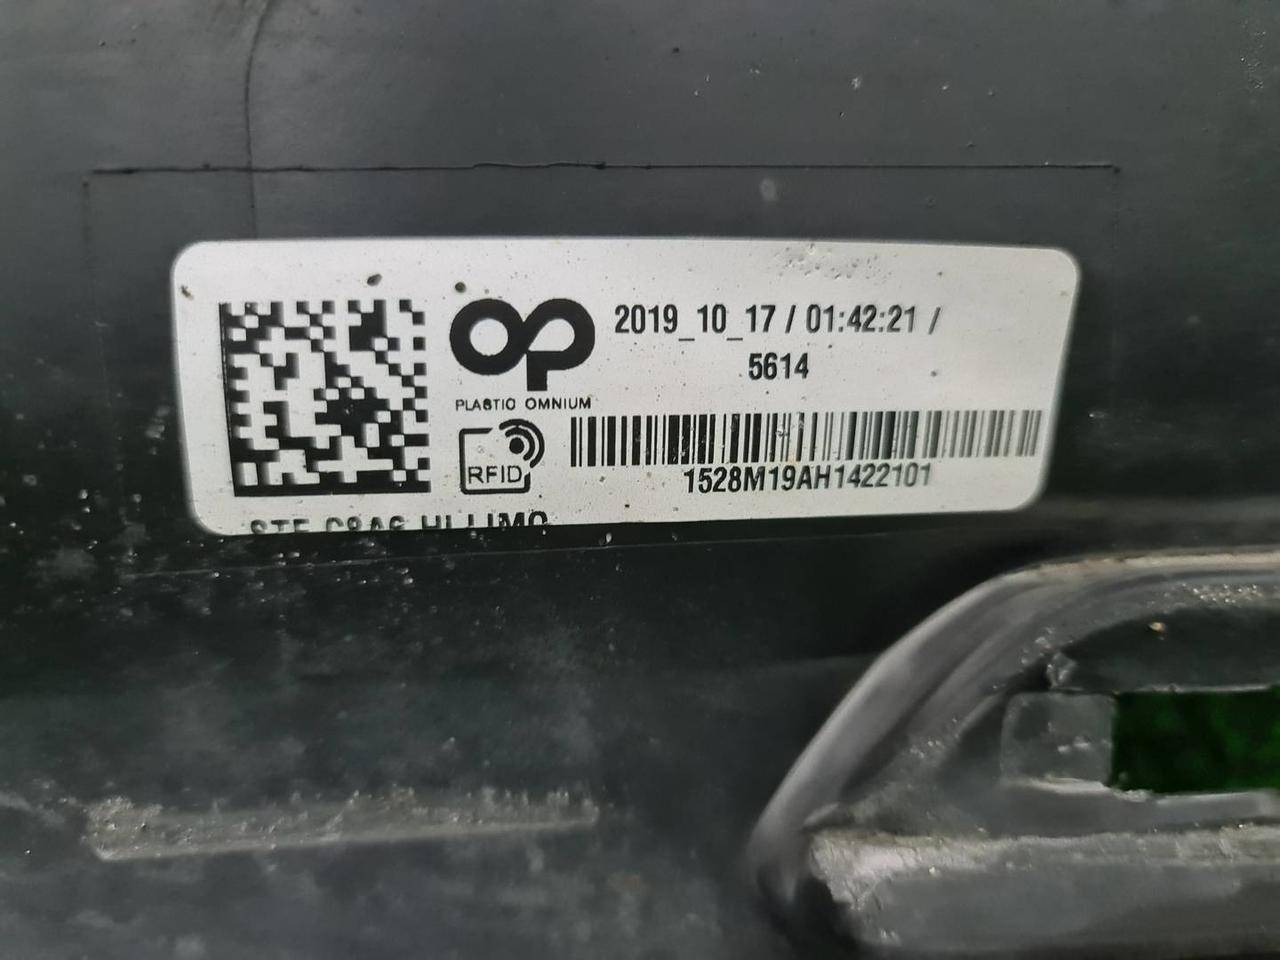 2019_10_17 / 01:42:21 /
5614
PLASTIC OMNIUM
RFID
1528M19AH1422101